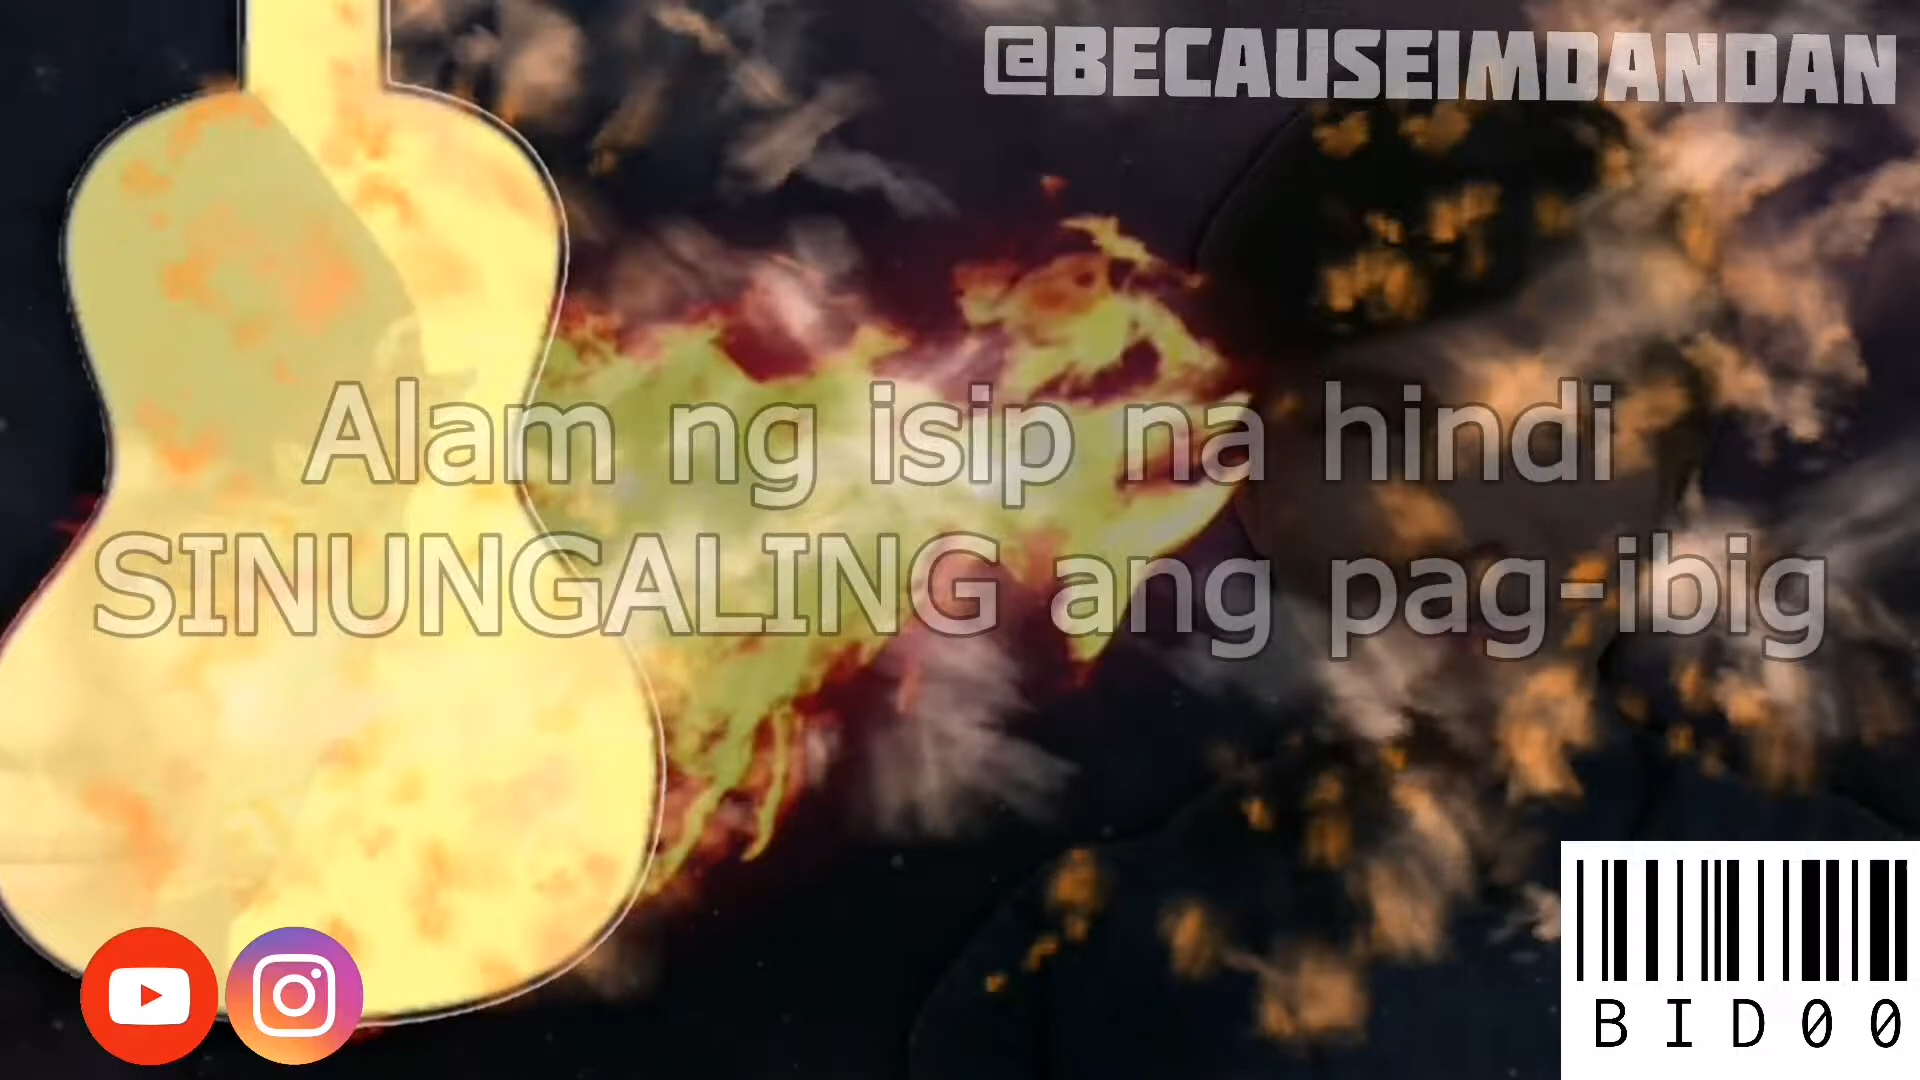 @BECAUSEIMDANDAN
Alam ng isip na hindi
SINUNGALING ang pag-ibig
BID00